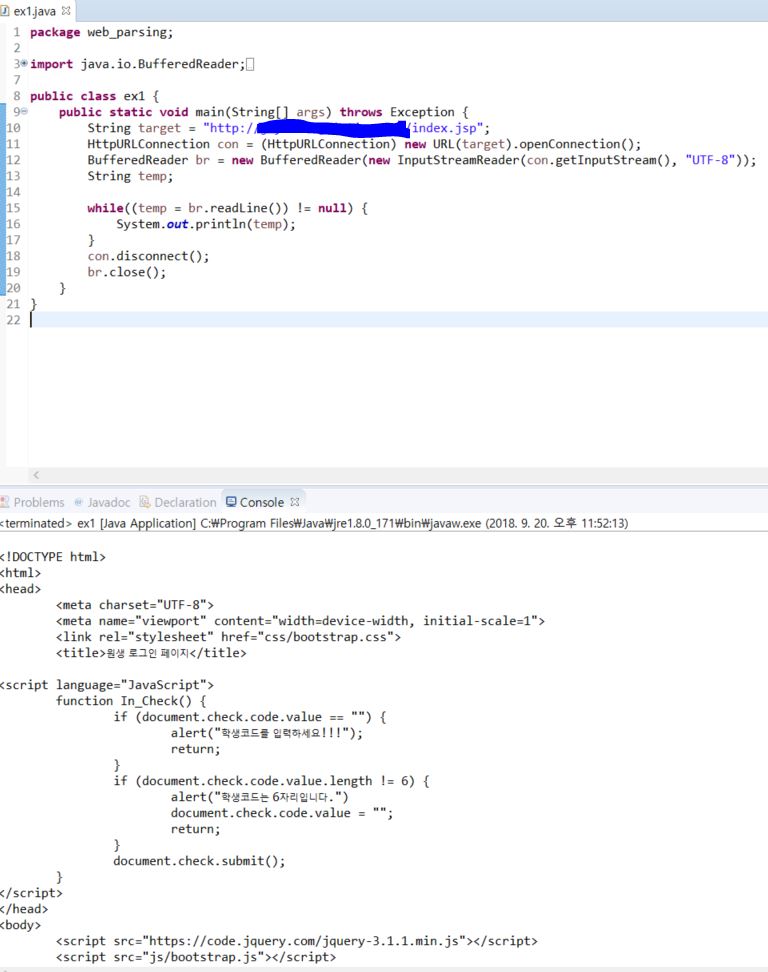 ex1.java
1 package web_parsing;
2
3 import java.io.BufferedReader;
7
8 public class ex1 {
9 public static void main(String[] args) throws Exception {
10 String target = "http:/ /index.jsp";
11 HttpURLConnection con = (HttpURLConnection) new URL(target).openConnection();
12 BufferedReader br = new BufferedReader(new InputStreamReader(con.getInputStream(), "UTF-8"));
13 String temp;
14
15 while((temp = br.readLine()) != null) {
16 System.out.println(temp);
17 }
18 con.disconnect();
19 br.close();
20 }
21 }
22
Problems Javadoc Declaration Console
<terminated> ex1 [Java Application] C:₩Program Files₩Java₩jre1.8.0_171₩bin₩javaw.exe (2018. 9. 20. 오후 11:52:13)
<!DOCTYPE html>
<html>
<head>
<meta charset="UTF-8">
<meta name="viewport" content="width=device-width, initial-scale=1">
<link rel="stylesheet" href="css/bootstrap.css">
<title>원생 로그인 페이지</title>
<script language="JavaScript">
function In_Check() {
if (document.check.code.value == "") {
alert("학생코드를 입력하세요!!!");
return;
}
if (document.check.code.value.length != 6) {
alert("학생코드는 6자리입니다.")
document.check.code.value = "";
return;
}
document.check.submit();
}
</script>
</head>
<body>
<script src="https://code.jquery.com/jquery-3.1.1.min.js"></script>
<script src="js/bootstrap.js"></script>